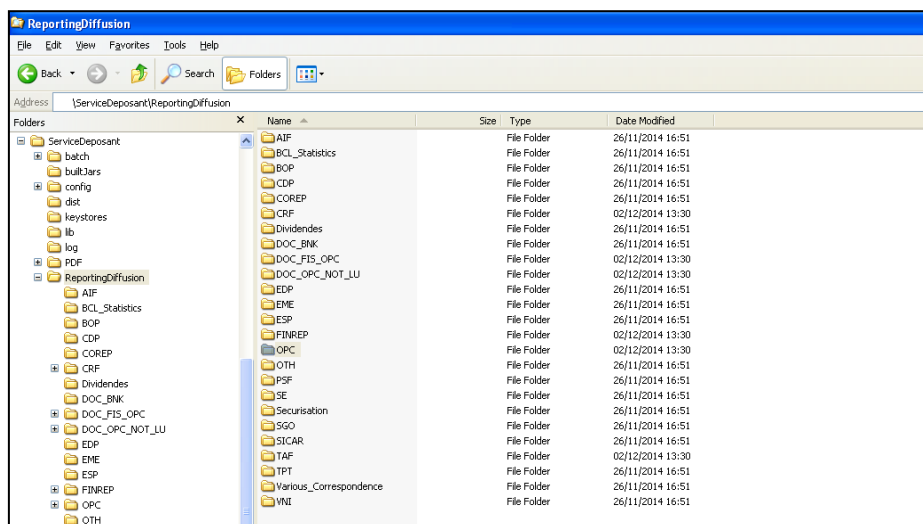 ReportingDiffusion
File Edit View Favorites Tools Help
Back Search Folders
Address \ServiceDeposant\ReportingDiffusion
Folders x
ServiceDeposant
batch
builtJars
config
dist
keystores
lib
log
PDF
ReportingDiffusion
AIF
BCL_Statistics
BOP
CDP
COREP
CRF
Dividendes
DOC_BNK
DOC_FIS_OPC
DOC_OPC_NOT_LU
EDP
EME
ESP
FINREP
OPC
OTH
Name Size Type Date Modified
AIF File Folder 26/11/2014 16:51
BCL_Statistics File Folder 26/11/2014 16:51
BOP File Folder 26/11/2014 16:51
CDP File Folder 26/11/2014 16:51
COREP File Folder 26/11/2014 16:51
CRF File Folder 02/12/2014 13:30
Dividendes File Folder 26/11/2014 16:51
DOC_BNK File Folder 26/11/2014 16:51
DOC_FIS_OPC File Folder 02/12/2014 13:30
DOC_OPC_NOT_LU File Folder 02/12/2014 13:30
EDP File Folder 26/11/2014 16:51
EME File Folder 26/11/2014 16:51
ESP File Folder 26/11/2014 16:51
FINREP File Folder 02/12/2014 13:30
OPC File Folder 02/12/2014 13:30
OTH File Folder 26/11/2014 16:51
PSF File Folder 26/11/2014 16:51
SE File Folder 26/11/2014 16:51
Securisation File Folder 26/11/2014 16:51
SGO File Folder 26/11/2014 16:51
SICAR File Folder 26/11/2014 16:51
TAF File Folder 02/12/2014 13:30
TPT File Folder 26/11/2014 16:51
Various_Correspondence File Folder 26/11/2014 16:51
VNI File Folder 26/11/2014 16:51